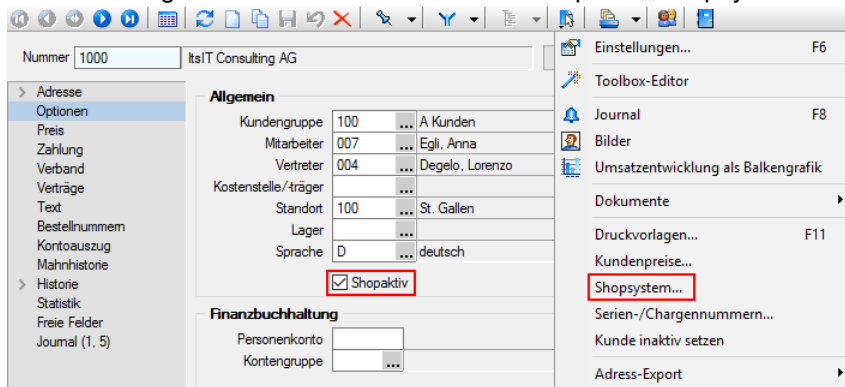 Nummer 1000 ItsIT Consulting AG
Adresse
Optionen
Preis
Zahlung
Verband
Verträge
Text
Bestellnummern
Kontoauszug
Mahnhistorie
Historie
Statistik
Freie Felder
Journal (1, 5)
Allgemein
Kundengruppe 100 ... A Kunden
Mitarbeiter 007 ... Egli, Anna
Vertreter 004 ... Degelo, Lorenzo
Kostenstelle/-träger ...
Standort 100 ... St. Gallen
Lager ...
Sprache D ... deutsch
Shopaktiv
Finanzbuchhaltung
Personenkonto
Kontengruppe ...
Einstellungen... F6
Toolbox-Editor
Journal F8
Bilder
Umsatzentwicklung als Balkengrafik
Dokumente
Druckvorlagen... F11
Kundenpreise...
Shopsystem...
Serien-/Chargennummern...
Kunde inaktiv setzen
Adress-Export